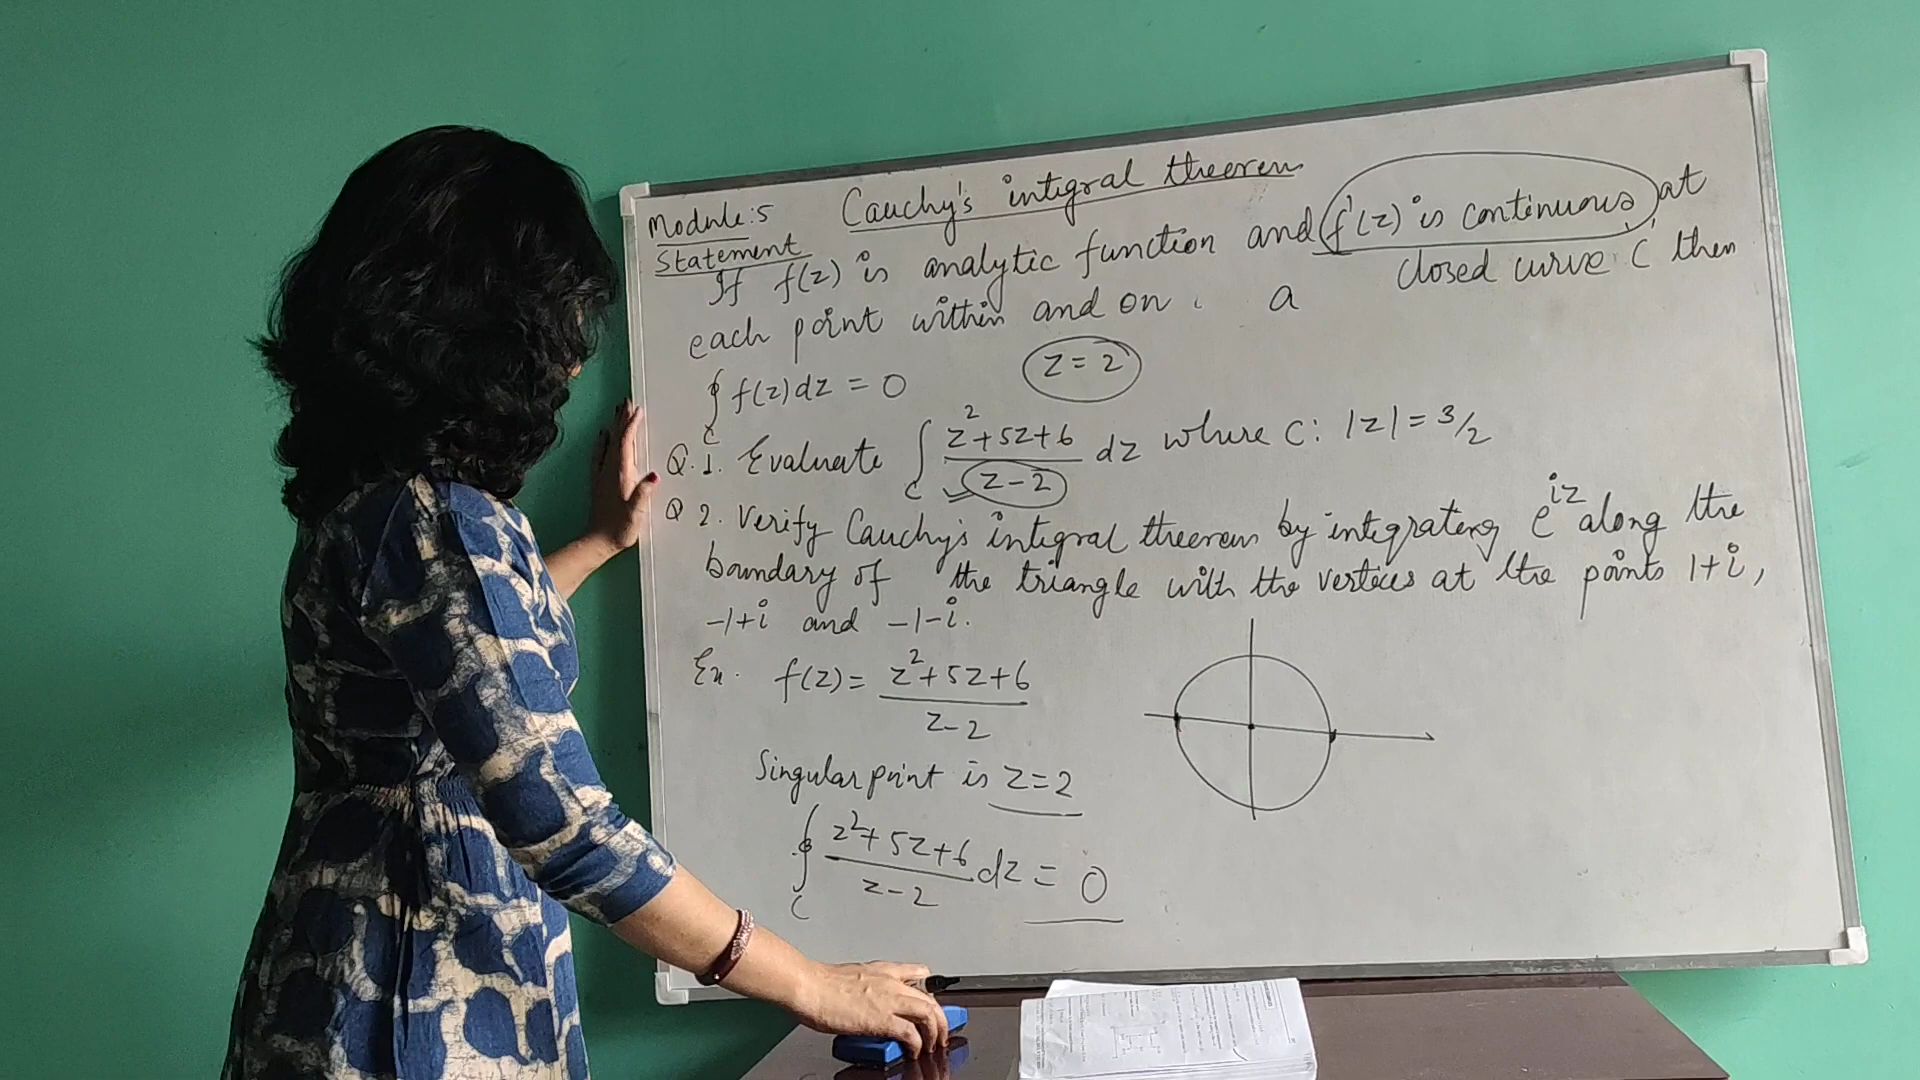 Module:5
Cauchy's integral theorem
Statement
If f(z) is analytic function and f'(z) is continuous at
each point within and on a closed curve C then
∮_C f(z)dz = 0
z = 2
Q.1. Evaluate ∫_C (z²+5z+6)/(z-2) dz where C: |z| = 3/2
Q 2. Verify Cauchy's integral theorem by integrating e^{iz} along the
boundary of the triangle with the vertices at the points 1+i,
-1+i and -1-i.
Ex. f(z) = (z²+5z+6)/(z-2)
Singular point is z=2
∮_C (z²+5z+6)/(z-2) dz = 0